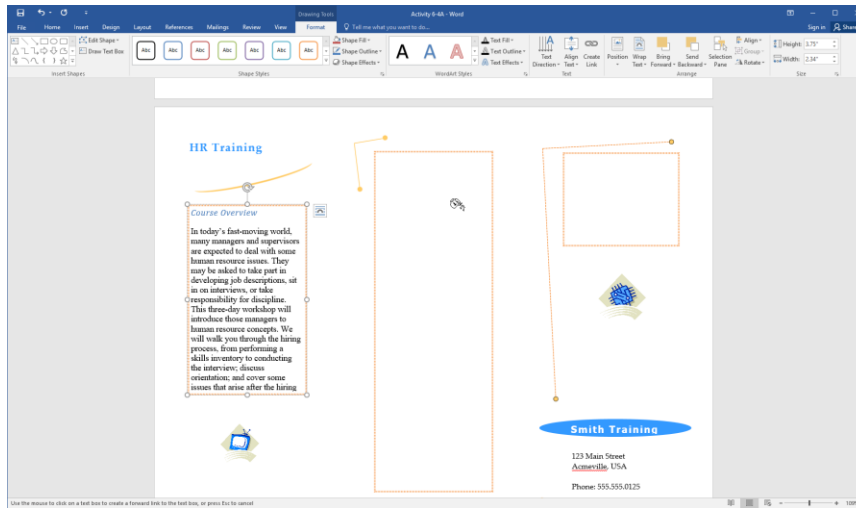 Drawing Tools
Activity 6-4A - Word
File Home Insert Design Layout References Mailings Review View Format Tell me what you want to do... Sign in Share
Edit Shape
Draw Text Box
Insert Shapes
Abc Abc Abc Abc Abc Abc Abc
Shape Fill
Shape Outline
Shape Effects
Shape Styles
A A A
Text Fill
Text Outline
Text Effects
WordArt Styles
Text Direction
Align Text
Create Link
Text
Position
Wrap Text
Bring Forward
Send Backward
Selection Pane
Align
Group
Rotate
Arrange
Height: 3.75"
Width: 2.34"
Size
HR Training
Course Overview
In today's fast-moving world,
many managers and supervisors
are expected to deal with some
human resource issues. They
may be asked to take part in
developing job descriptions, sit
in on interviews, or take
responsibility for discipline.
This three-day workshop will
introduce those managers to
human resource concepts. We
will walk you through the hiring
process, from performing a
skills inventory to conducting
the interview; discuss
orientation; and cover some
issues that arise after the hiring
Smith Training
123 Main Street
Acmeville, USA
Phone: 555.555.0125
Use the mouse to click on a text box to create a forward link to the text box, or press Esc to cancel